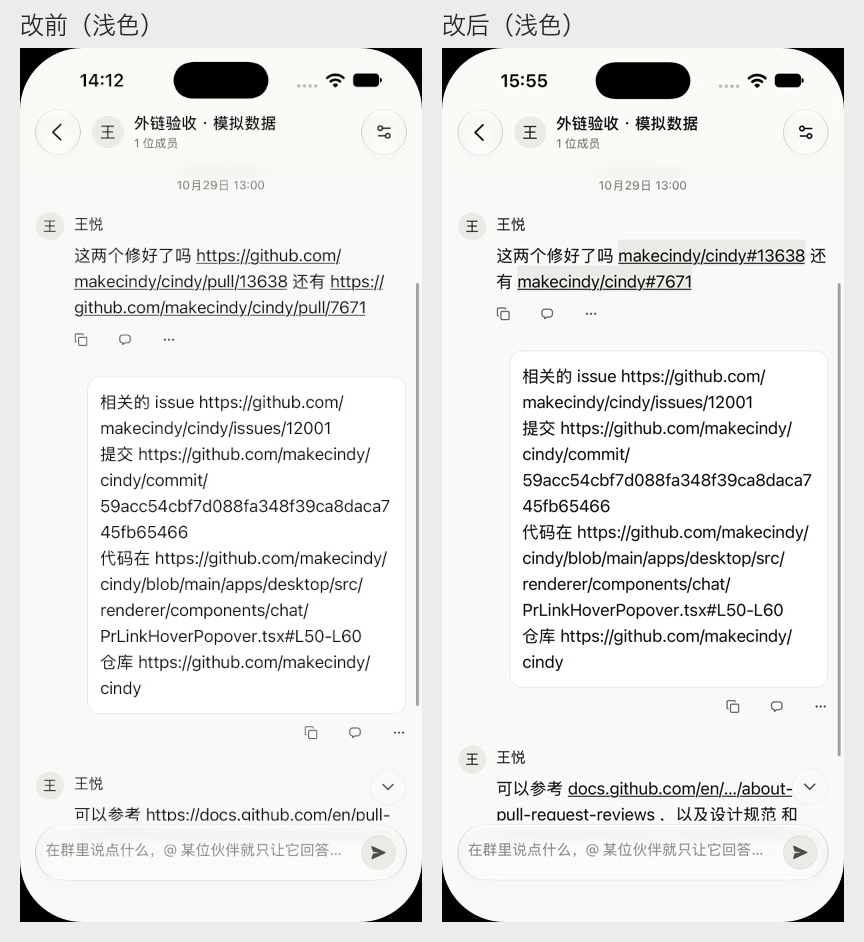 改前（浅色）
14:12
王
外链验收 · 模拟数据
1 位成员
10月29日 13:00
王
王悦
这两个修好了吗 https://github.com/
makecindy/cindy/pull/13638 还有 https://
github.com/makecindy/cindy/pull/7671
相关的 issue https://github.com/
makecindy/cindy/issues/12001
提交 https://github.com/makecindy/
cindy/commit/
59acc54cbf7d088fa348f39ca8daca7
45fb65466
代码在 https://github.com/makecindy/
cindy/blob/main/apps/desktop/src/
renderer/components/chat/
PrLinkHoverPopover.tsx#L50-L60
仓库 https://github.com/makecindy/
cindy
王
王悦
可以参考 https://docs.github.com/en/pull-
在群里说点什么，@ 某位伙伴就只让它回答...
改后（浅色）
15:55
王
外链验收 · 模拟数据
1 位成员
10月29日 13:00
王
王悦
这两个修好了吗 makecindy/cindy#13638 还
有 makecindy/cindy#7671
相关的 issue https://github.com/
makecindy/cindy/issues/12001
提交 https://github.com/makecindy/
cindy/commit/
59acc54cbf7d088fa348f39ca8daca7
45fb65466
代码在 https://github.com/makecindy/
cindy/blob/main/apps/desktop/src/
renderer/components/chat/
PrLinkHoverPopover.tsx#L50-L60
仓库 https://github.com/makecindy/
cindy
王
王悦
可以参考 docs.github.com/en/.../about-
pull-request-reviews ，以及设计规范 和
在群里说点什么，@ 某位伙伴就只让它回答...